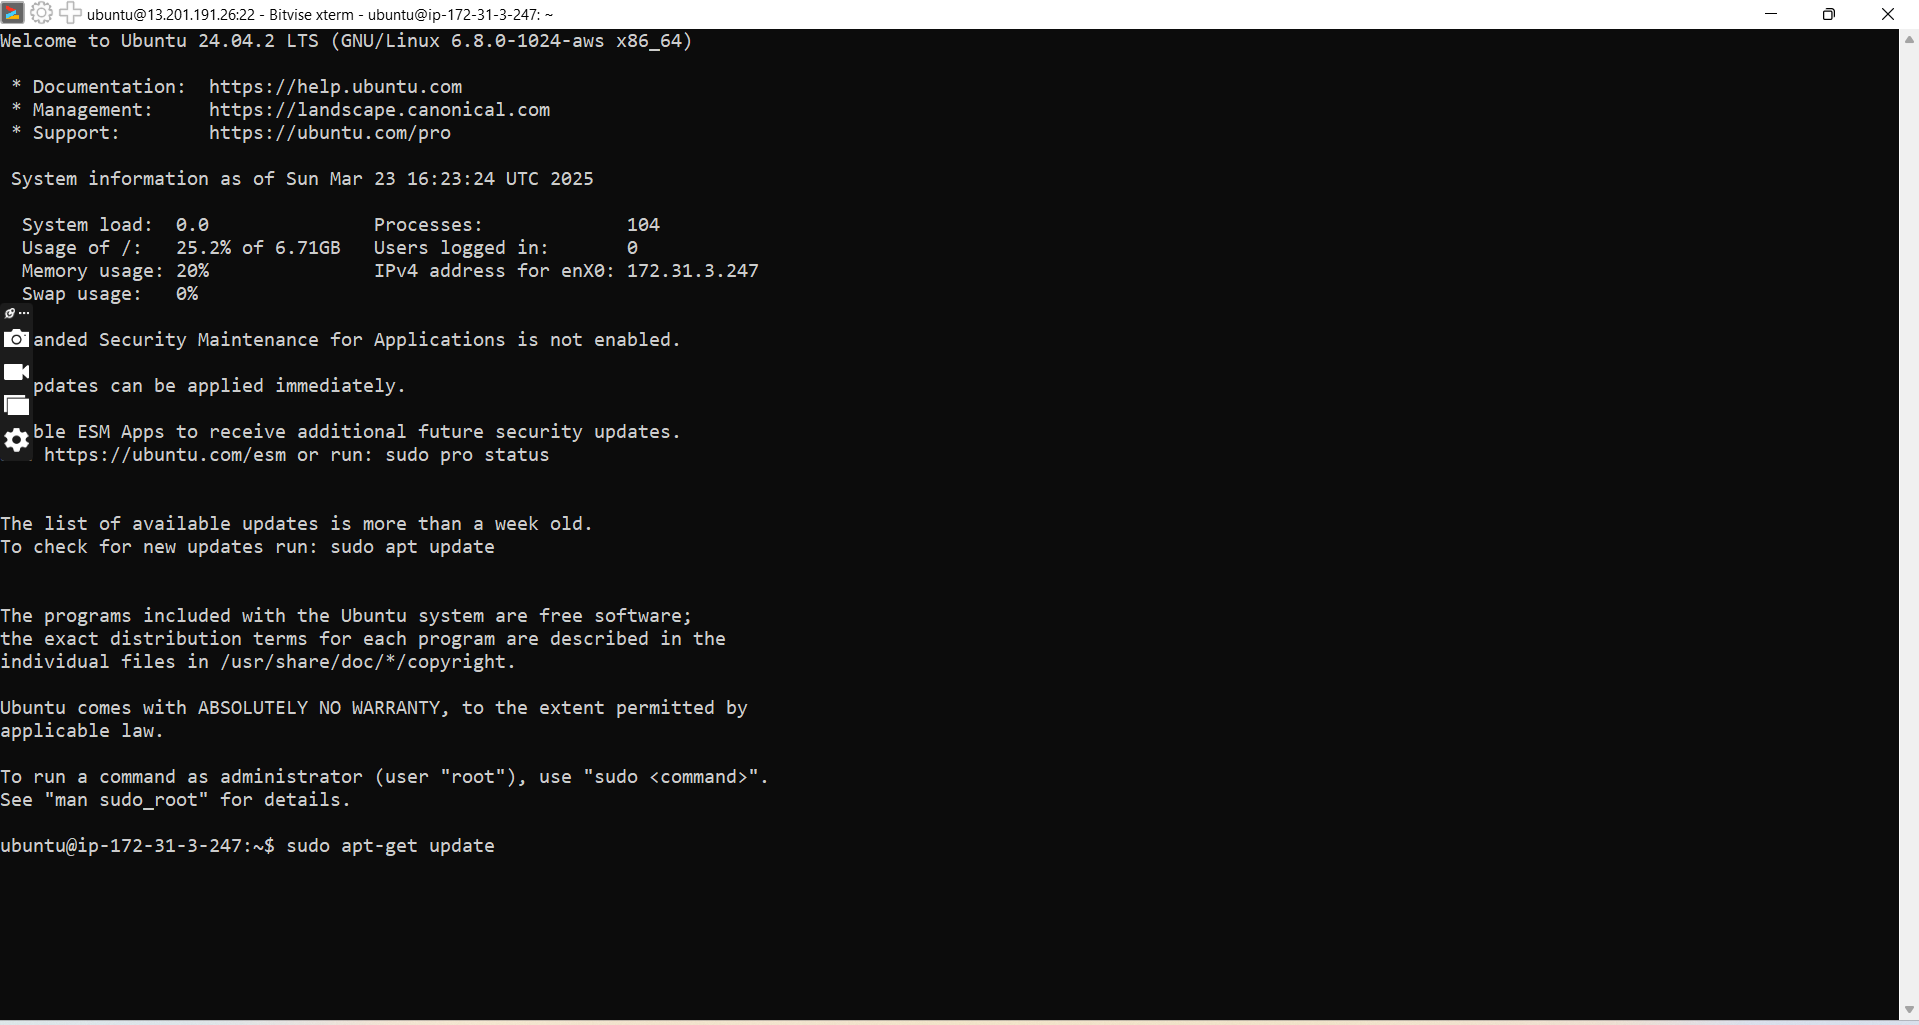 ubuntu@13.201.191.26:22 - Bitvise xterm - ubuntu@ip-172-31-3-247: ~
Welcome to Ubuntu 24.04.2 LTS (GNU/Linux 6.8.0-1024-aws x86_64)
* Documentation: https://help.ubuntu.com
* Management: https://landscape.canonical.com
* Support: https://ubuntu.com/pro
System information as of Sun Mar 23 16:23:24 UTC 2025
System load: 0.0 Processes: 104
Usage of /: 25.2% of 6.71GB Users logged in: 0
Memory usage: 20% IPv4 address for enX0: 172.31.3.247
Swap usage: 0%
anded Security Maintenance for Applications is not enabled.
pdates can be applied immediately.
ble ESM Apps to receive additional future security updates.
https://ubuntu.com/esm or run: sudo pro status
The list of available updates is more than a week old.
To check for new updates run: sudo apt update
The programs included with the Ubuntu system are free software;
the exact distribution terms for each program are described in the
individual files in /usr/share/doc/*/copyright.
Ubuntu comes with ABSOLUTELY NO WARRANTY, to the extent permitted by
applicable law.
To run a command as administrator (user "root"), use "sudo <command>".
See "man sudo_root" for details.
ubuntu@ip-172-31-3-247:~$ sudo apt-get update